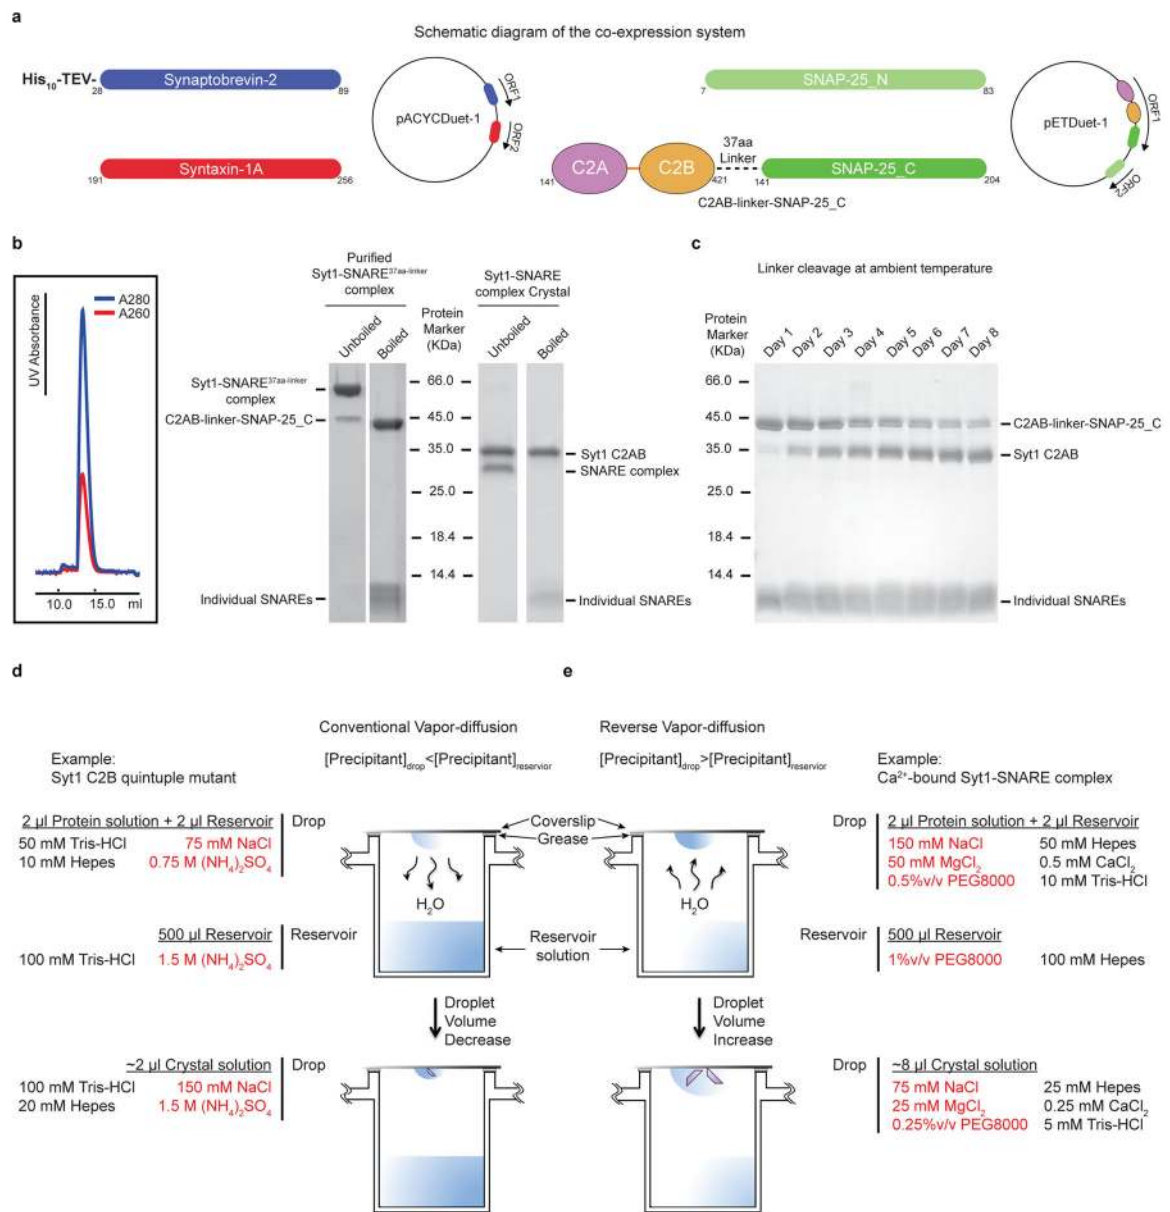 a
Schematic diagram of the co-expression system
His₁₀-TEV-
Synaptobrevin-2
28
89
pACYCDuet-1
ORF1
ORF2
SNAP-25_N
7
83
pETDuet-1
ORF1
ORF2
Syntaxin-1A
191
256
C2A
C2B
141
421
37aa
Linker
SNAP-25_C
141
204
C2AB-linker-SNAP-25_C
b
A280
A260
UV Absorbance
10.0
15.0
ml
Purified
Syt1-SNARE³⁷ᵃᵃ⁻ˡⁱⁿᵏᵉʳ
complex
Unboiled
Boiled
Protein
Marker
(KDa)
Syt1-SNARE
complex Crystal
Unboiled
Boiled
Syt1-SNARE³⁷ᵃᵃ⁻ˡⁱⁿᵏᵉʳ
complex
C2AB-linker-SNAP-25_C
Individual SNAREs
66.0
45.0
35.0
25.0
18.4
14.4
Syt1 C2AB
SNARE complex
Individual SNAREs
c
Linker cleavage at ambient temperature
Protein
Marker
(KDa)
Day 1
Day 2
Day 3
Day 4
Day 5
Day 6
Day 7
Day 8
66.0
45.0
35.0
25.0
18.4
14.4
C2AB-linker-SNAP-25_C
Syt1 C2AB
Individual SNAREs
d
Conventional Vapor-diffusion
[Precipitant]drop<[Precipitant]reservior
Example:
Syt1 C2B quintuple mutant
2 µl Protein solution + 2 µl Reservoir
50 mM Tris-HCl 75 mM NaCl
10 mM Hepes 0.75 M (NH₄)₂SO₄
Drop
H₂O
500 µl Reservoir
100 mM Tris-HCl 1.5 M (NH₄)₂SO₄
Reservoir
Droplet
Volume
Decrease
~2 µl Crystal solution
100 mM Tris-HCl 150 mM NaCl
20 mM Hepes 1.5 M (NH₄)₂SO₄
Drop
Coverslip
Grease
Reservoir
solution
e
Reverse Vapor-diffusion
[Precipitant]drop>[Precipitant]reservior
Example:
Ca²⁺-bound Syt1-SNARE complex
H₂O
Drop
2 µl Protein solution + 2 µl Reservoir
150 mM NaCl 50 mM Hepes
50 mM MgCl₂ 0.5 mM CaCl₂
0.5%v/v PEG8000 10 mM Tris-HCl
Reservoir
500 µl Reservoir
1%v/v PEG8000 100 mM Hepes
Droplet
Volume
Increase
Drop
~8 µl Crystal solution
75 mM NaCl 25 mM Hepes
25 mM MgCl₂ 0.25 mM CaCl₂
0.25%v/v PEG8000 5 mM Tris-HCl